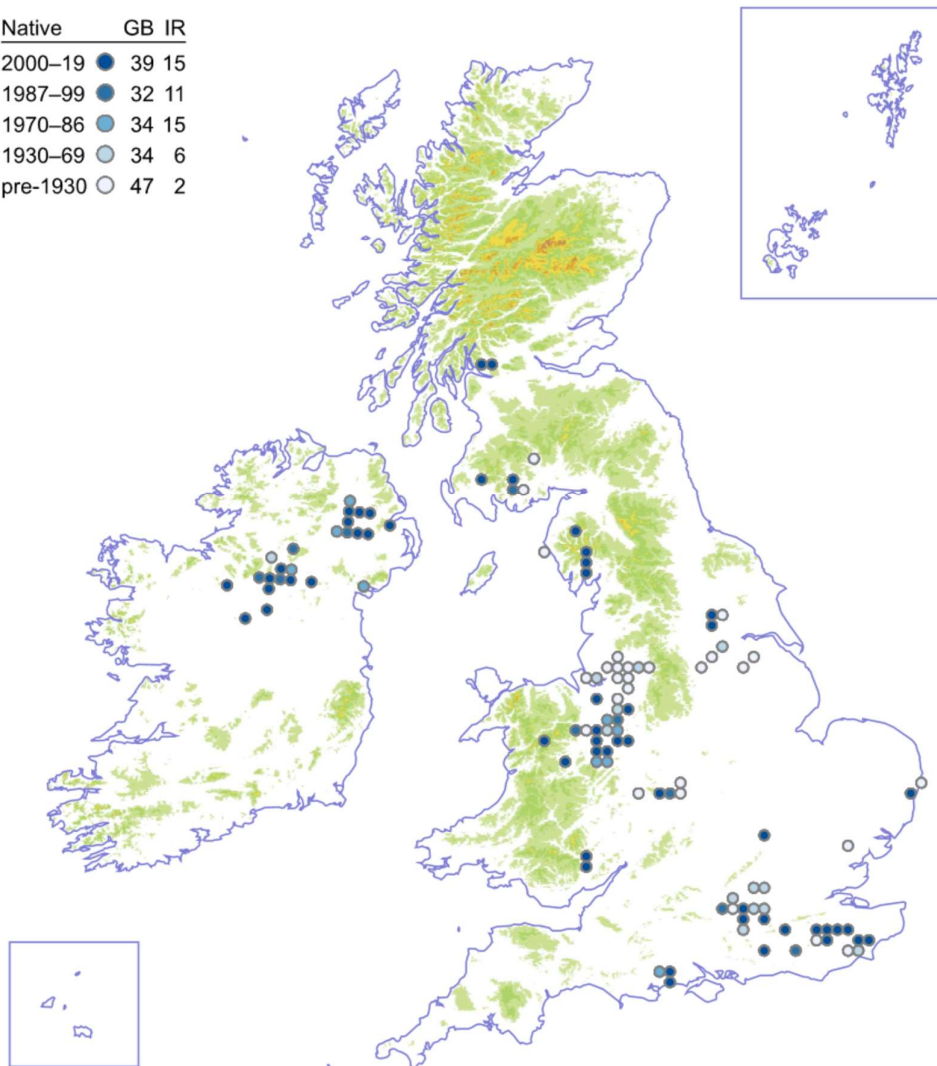 Native GB IR
2000–19 39 15
1987–99 32 11
1970–86 34 15
1930–69 34 6
pre-1930 47 2